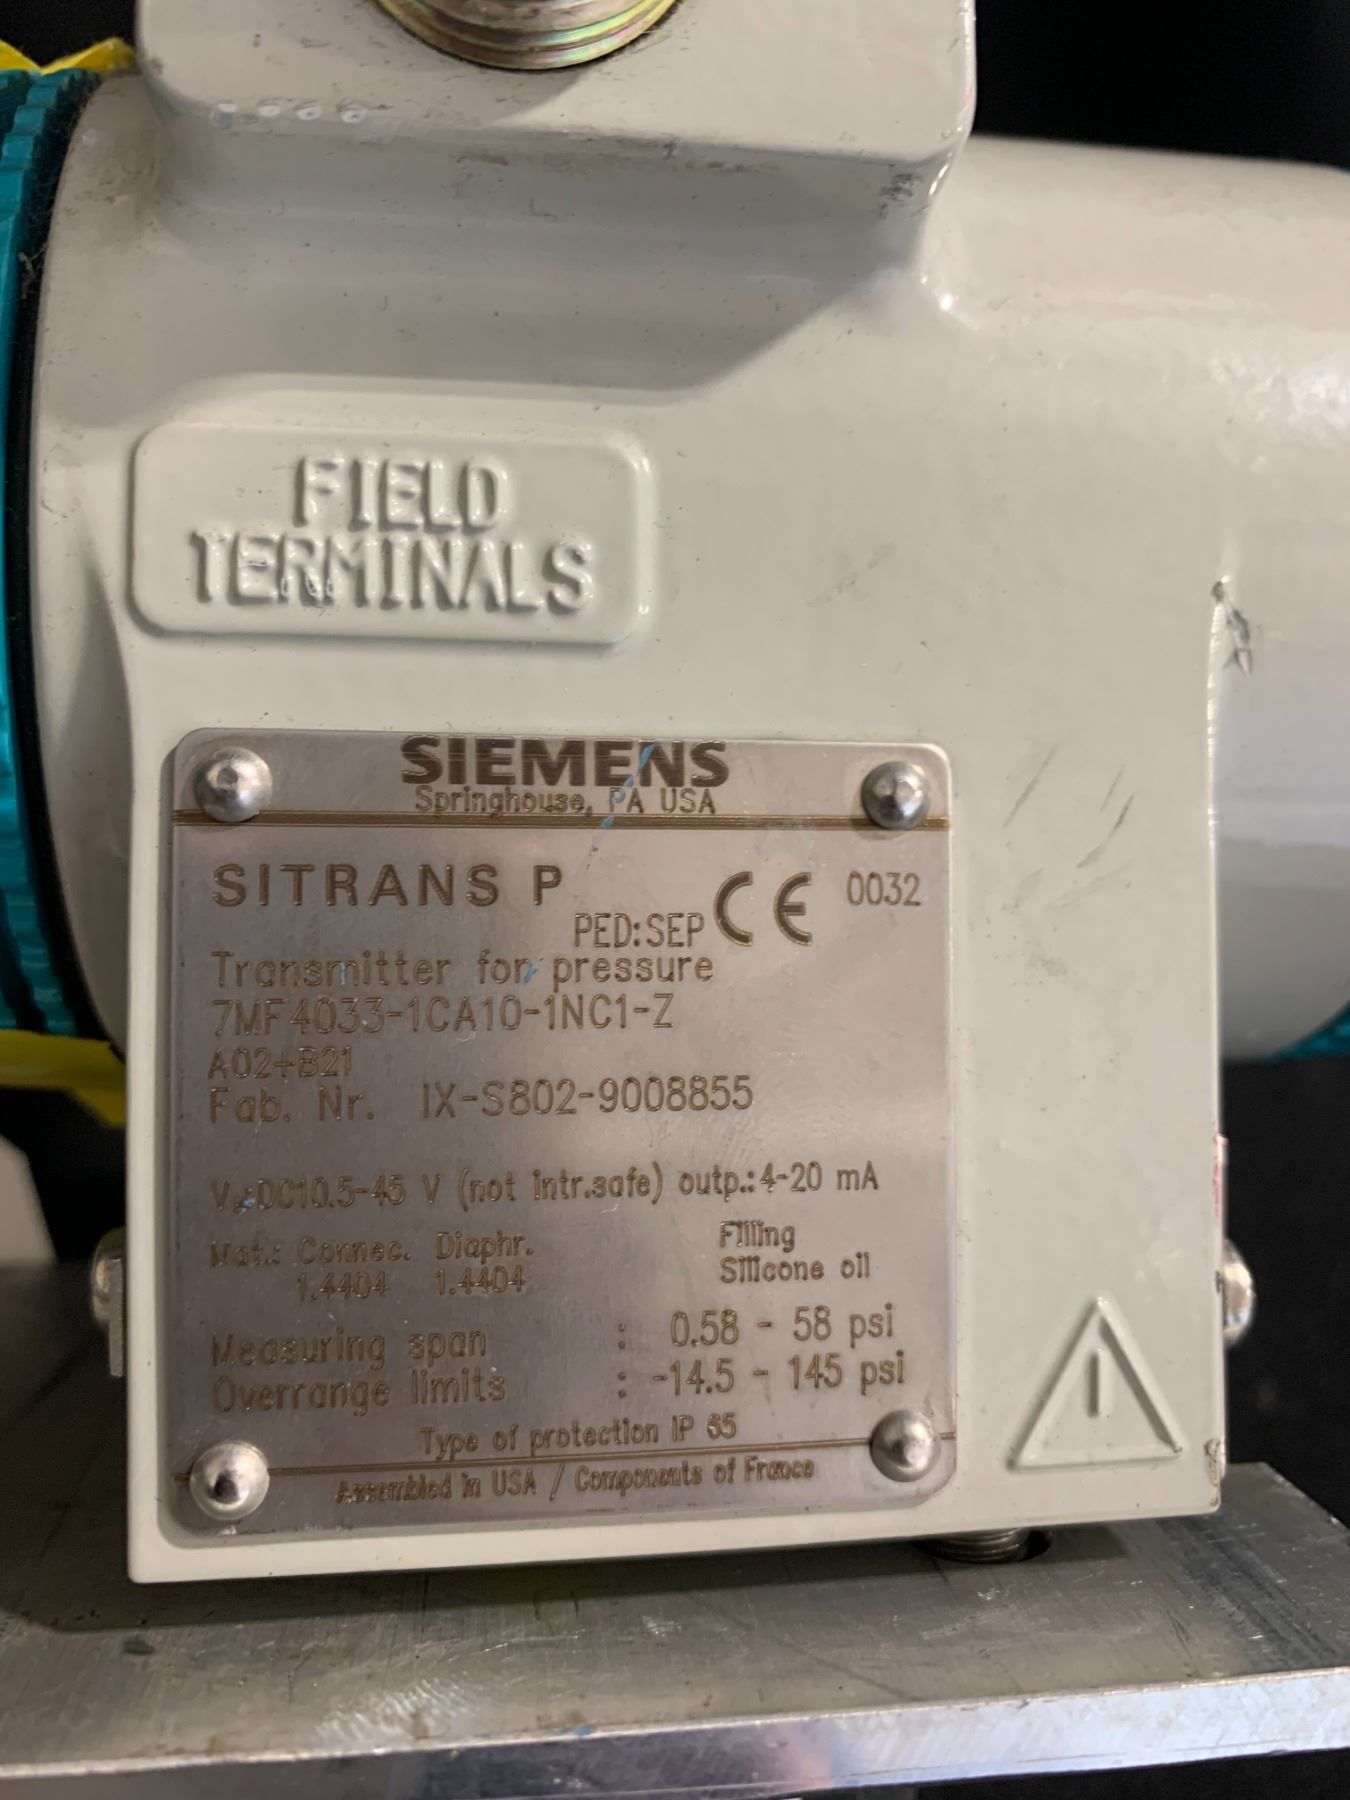 FIELD
TERMINALS
SIEMENS
Springhouse, PA USA
SITRANS P
PED:SEP CE 0032
Transmitter for pressure
7MF4033-1CA10-1NC1-Z
A02+B21
Fab. Nr. IX-S802-9008855
DC10.5-45 V (not intr.safe) outp.: 4-20 mA
Mat.: Connec. Diaphr. Filling
1.4404 1.4404 Silicone oil
Measuring span : 0.58 - 58 psi
Overrange limits : -14.5 - 145 psi
Type of protection IP 65
Assembled in USA / Components of France